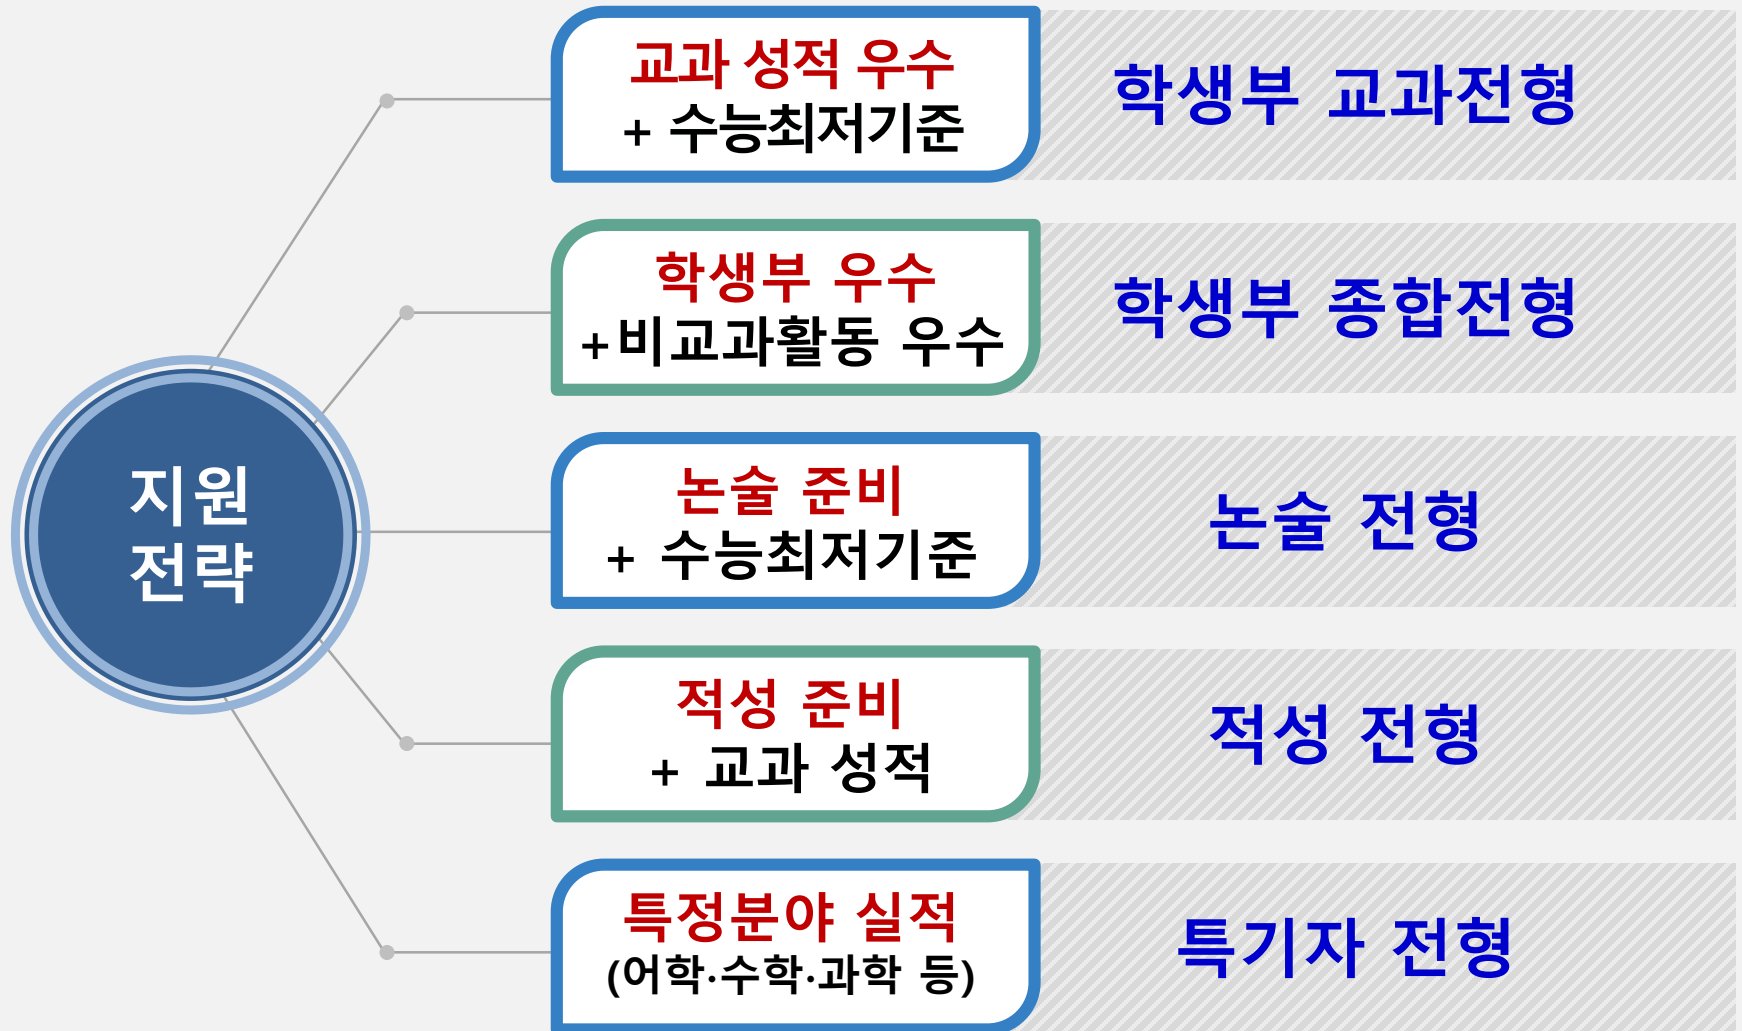 지원
전략
교과 성적 우수
+ 수능최저기준
학생부 교과전형
학생부 우수
+비교과활동 우수
학생부 종합전형
논술 준비
+ 수능최저기준
논술 전형
적성 준비
+ 교과 성적
적성 전형
특정분야 실적
(어학·수학·과학 등)
특기자 전형